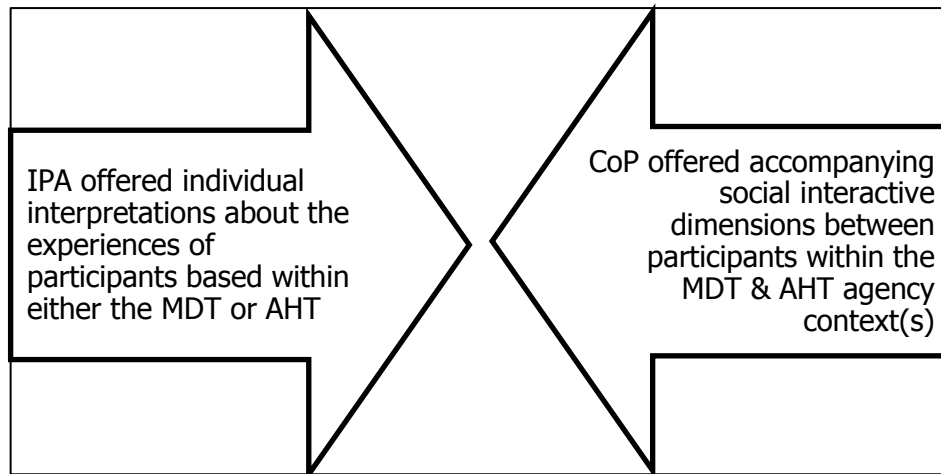 IPA offered individual
interpretations about the
experiences of
participants based within
either the MDT or AHT
CoP offered accompanying
social interactive
dimensions between
participants within the
MDT & AHT agency
context(s)